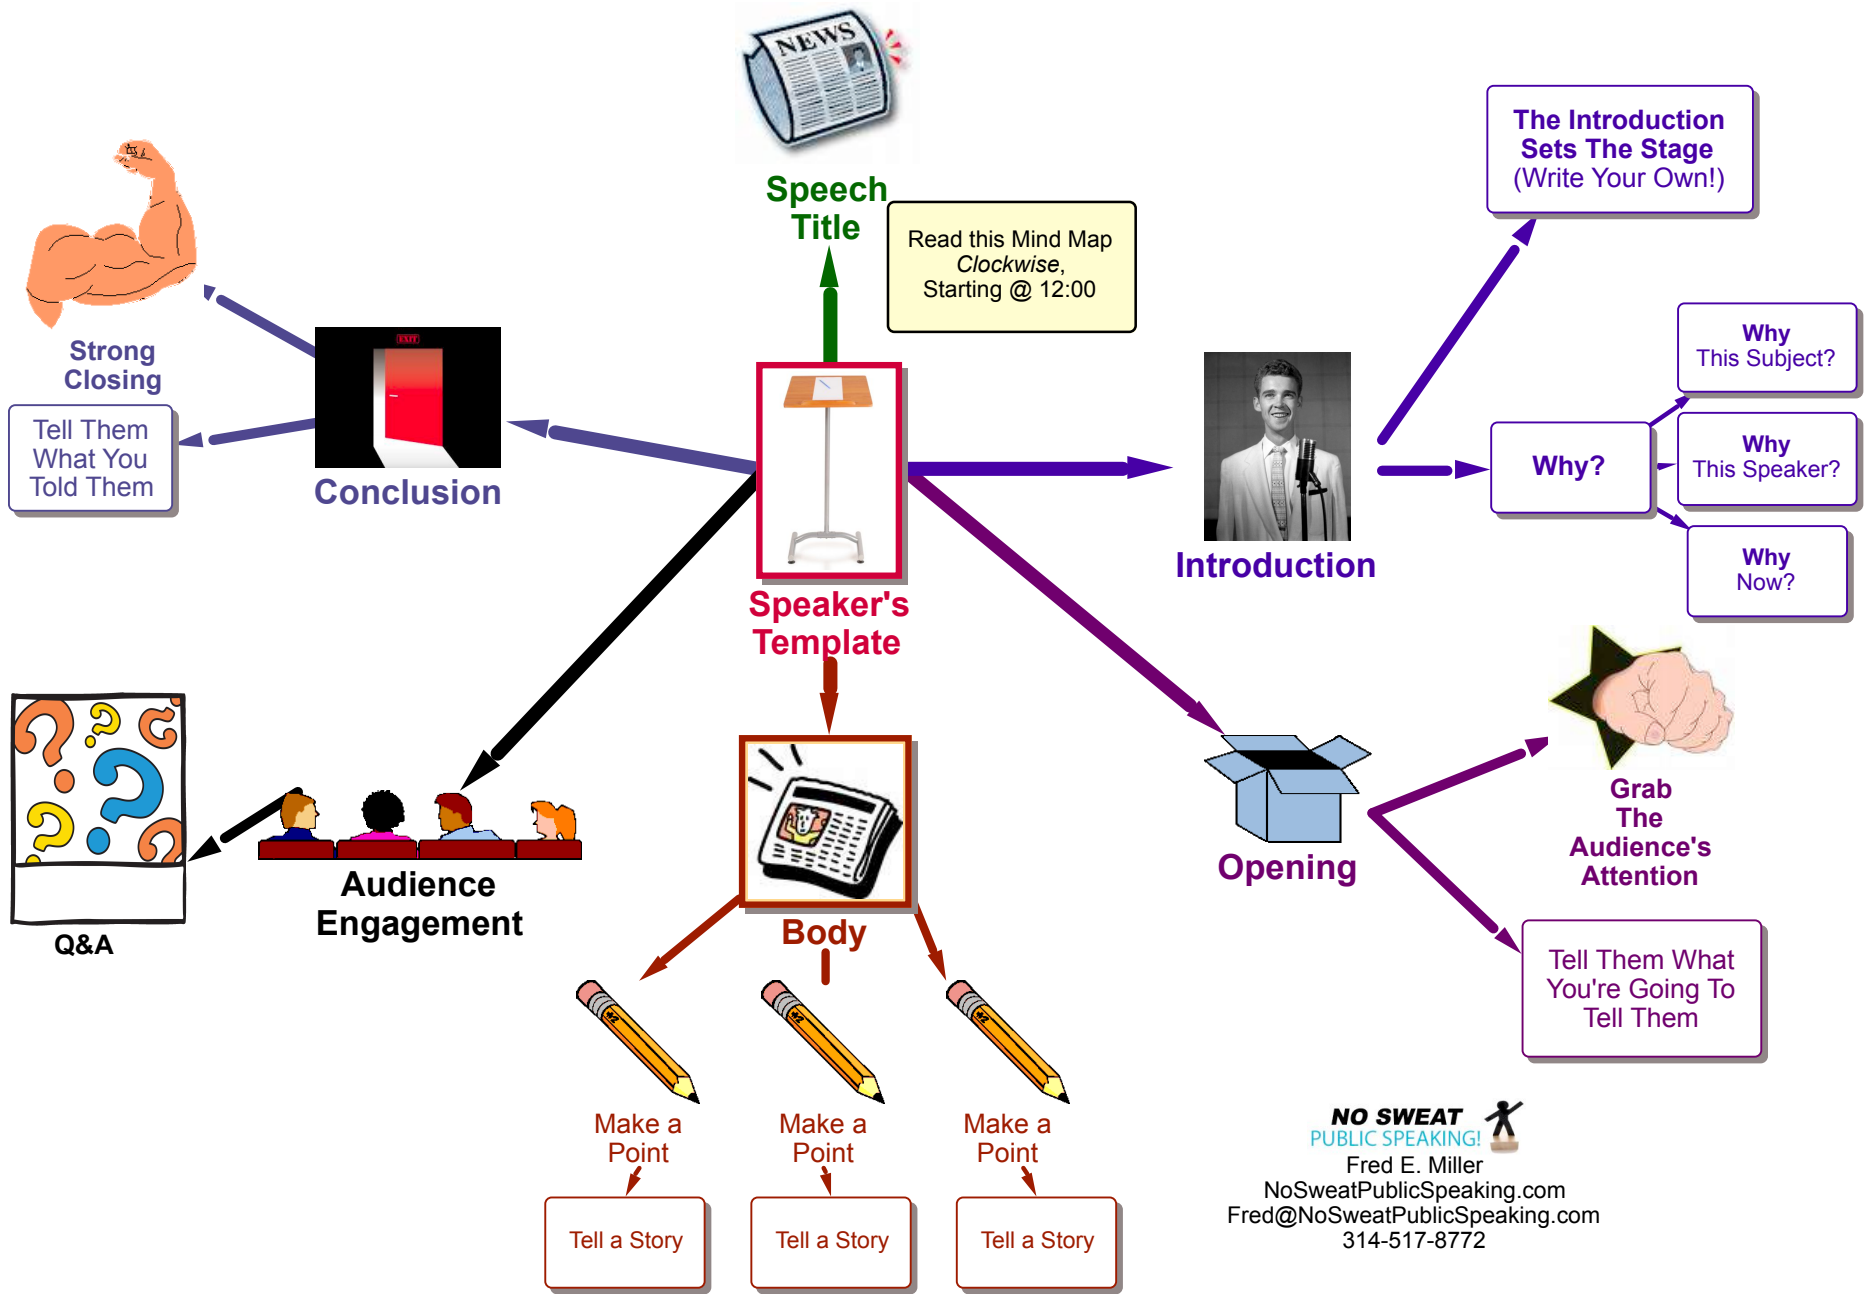 NEWS
Speech
Title
Read this Mind Map
Clockwise,
Starting @ 12:00
The Introduction
Sets The Stage
(Write Your Own!)
Why
This Subject?
Why?
Why
This Speaker?
Why
Now?
Introduction
Speaker's
Template
Opening
Grab
The
Audience's
Attention
Tell Them What
You're Going To
Tell Them
Body
Make a
Point
Tell a Story
Make a
Point
Tell a Story
Make a
Point
Tell a Story
Audience
Engagement
Q&A
EXIT
Conclusion
Tell Them
What You
Told Them
Strong
Closing
NO SWEAT
PUBLIC SPEAKING!
Fred E. Miller
NoSweatPublicSpeaking.com
Fred@NoSweatPublicSpeaking.com
314-517-8772